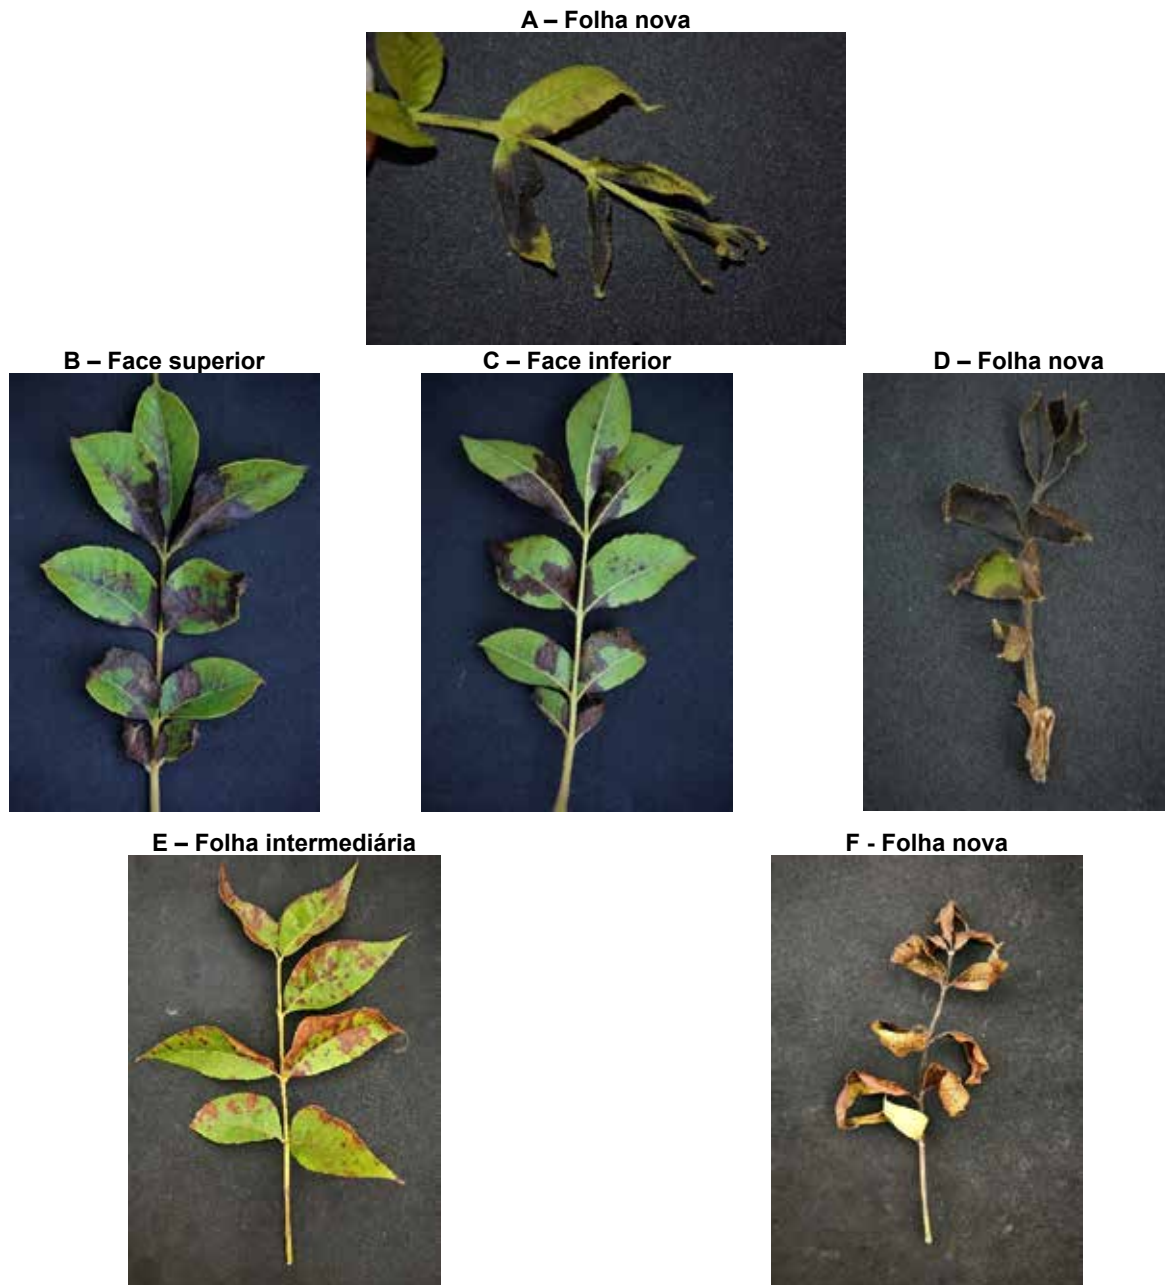 A – Folha nova
B – Face superior
C – Face inferior
D – Folha nova
E – Folha intermediária
F - Folha nova